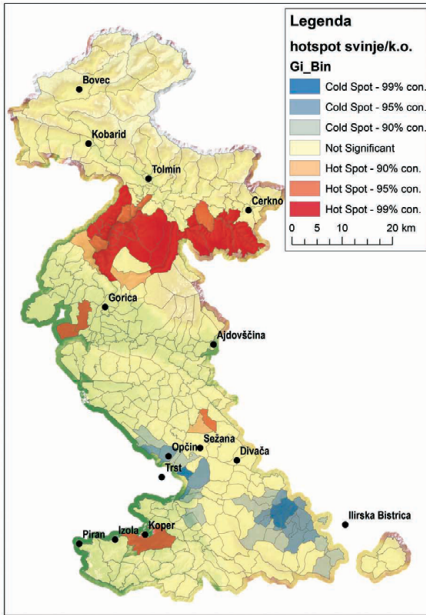 Legenda
hotspot svinje/k.o.
Gi_Bin
Cold Spot - 99% con.
Cold Spot - 95% con.
Cold Spot - 90% con.
Not Significant
Hot Spot - 90% con.
Hot Spot - 95% con.
Hot Spot - 99% con.
0 5 10 20 km
Bovec
Kobarid
Tolmin
Cerkno
Gorica
Ajdovščina
Sežana
Opčin
Divača
Trst
Ilirska Bistrica
Koper
Izola
Piran